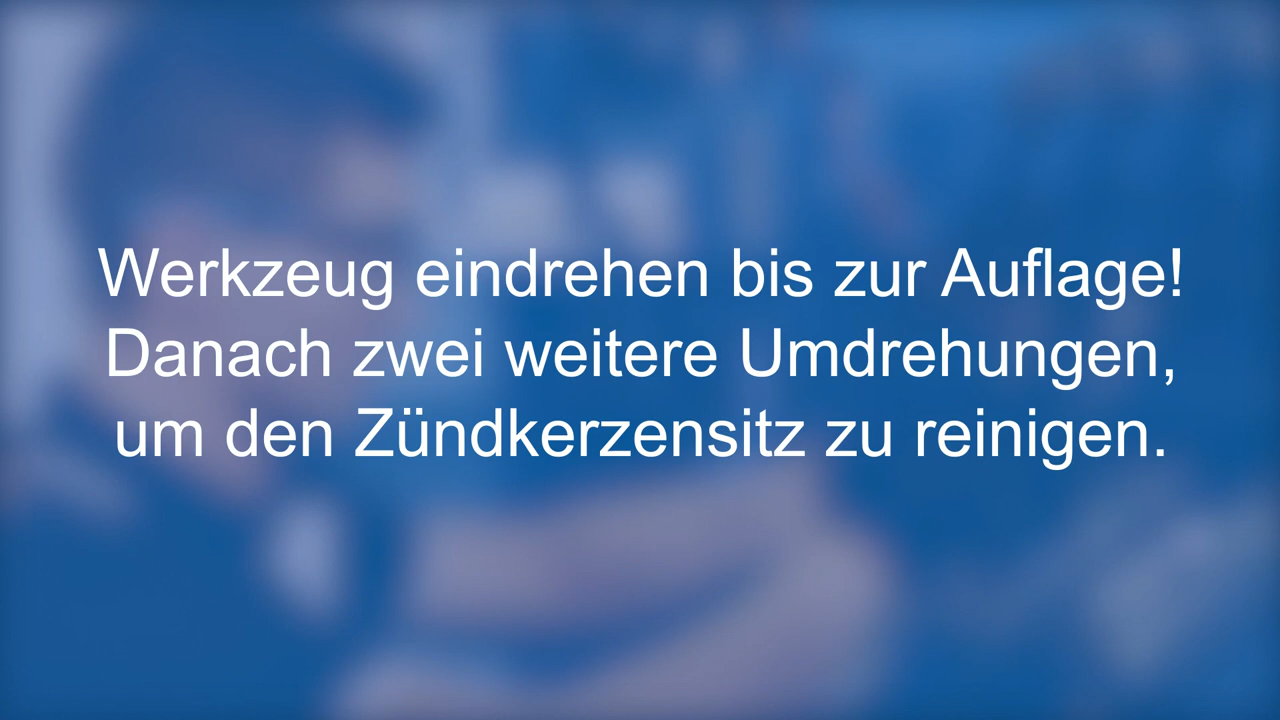 Werkzeug eindrehen bis zur Auflage!
Danach zwei weitere Umdrehungen,
um den Zündkerzensitz zu reinigen.